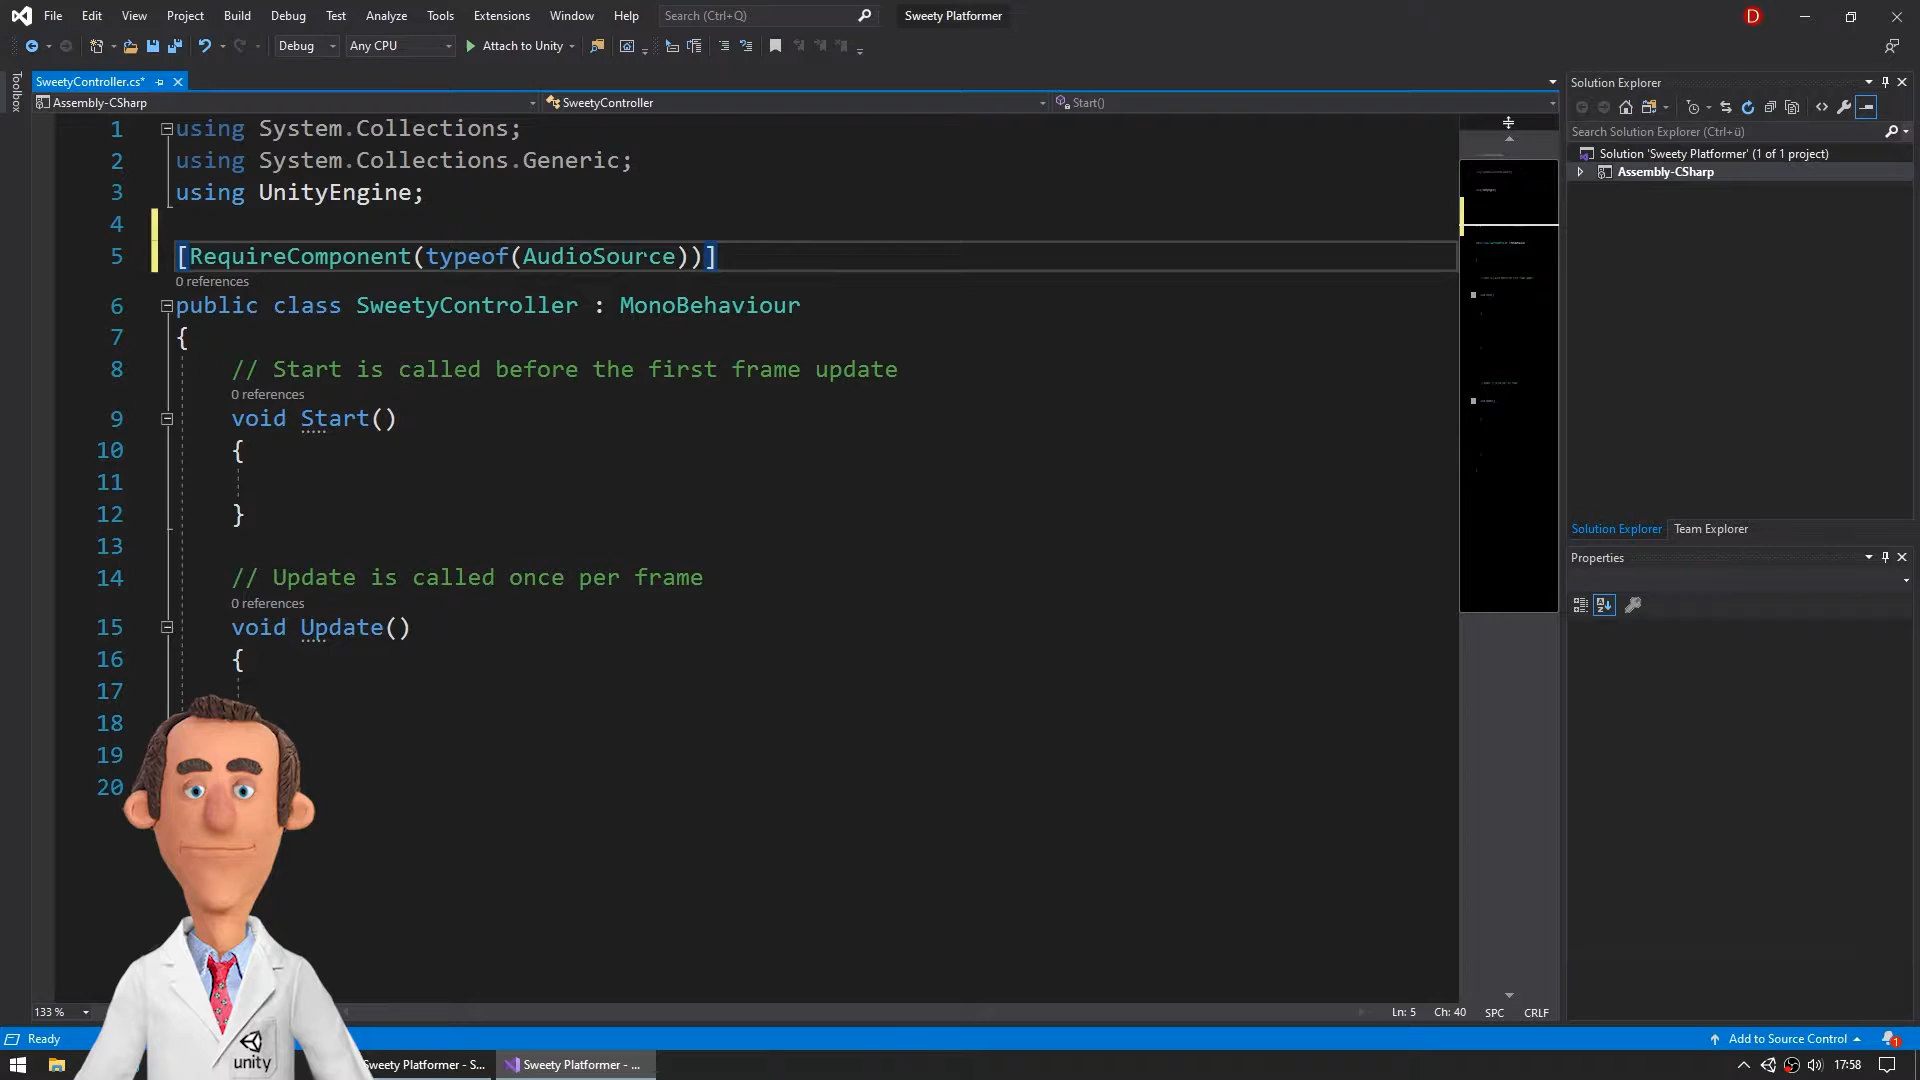 File Edit View Project Build Debug Test Analyze Tools Extensions Window Help Search (Ctrl+Q) Sweety Platformer D
Debug Any CPU Attach to Unity
Toolbox
SweetyController.cs*
Assembly-CSharp SweetyController Start()
1 using System.Collections;
2 using System.Collections.Generic;
3 using UnityEngine;
4
5 [RequireComponent(typeof(AudioSource))]
0 references
6 public class SweetyController : MonoBehaviour
7 {
8 // Start is called before the first frame update
0 references
9 void Start()
10 {
11
12 }
13
14 // Update is called once per frame
0 references
15 void Update()
16 {
17
18
19
20
133 % Ln: 5 Ch: 40 SPC CRLF
Solution Explorer
Search Solution Explorer (Ctrl+ü)
Solution 'Sweety Platformer' (1 of 1 project)
Assembly-CSharp
Solution Explorer Team Explorer
Properties
Ready Add to Source Control 1
unity
Sweety Platformer - S... Sweety Platformer - ... 17:58